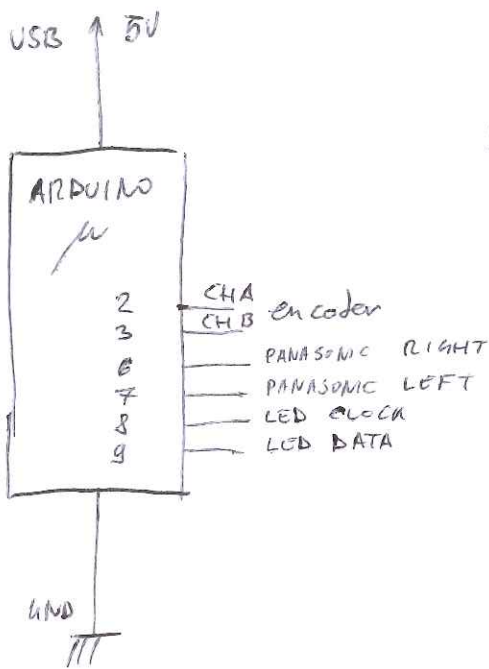 USB 5V
ARDUINO
µ
2 CHA
3 CHB encoder
6 PANASONIC RIGHT
7 PANASONIC LEFT
8 LED CLOCK
9 LED DATA
GND